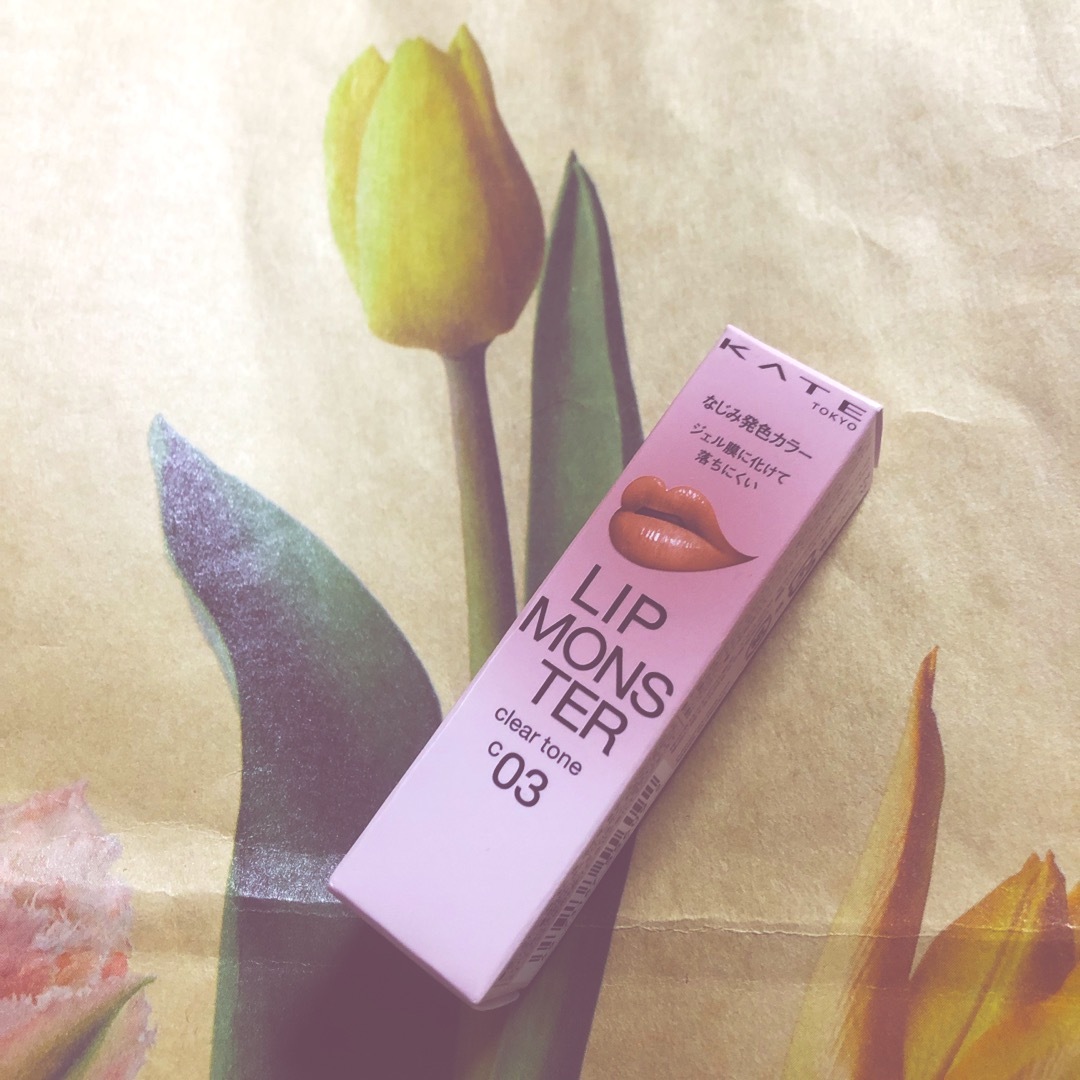 KATE
TOKYO
なじみ発色カラー
ジェル膜に化けて
落ちにくい
LIP
MONS
TER
clear tone
c03